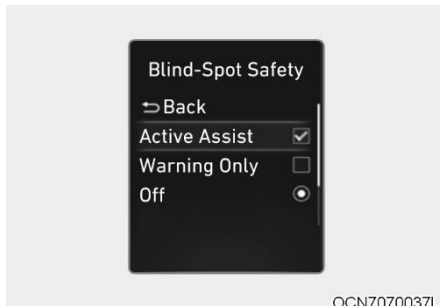 Blind-Spot Safety
Back
Active Assist
Warning Only
Off
OCN7070037L